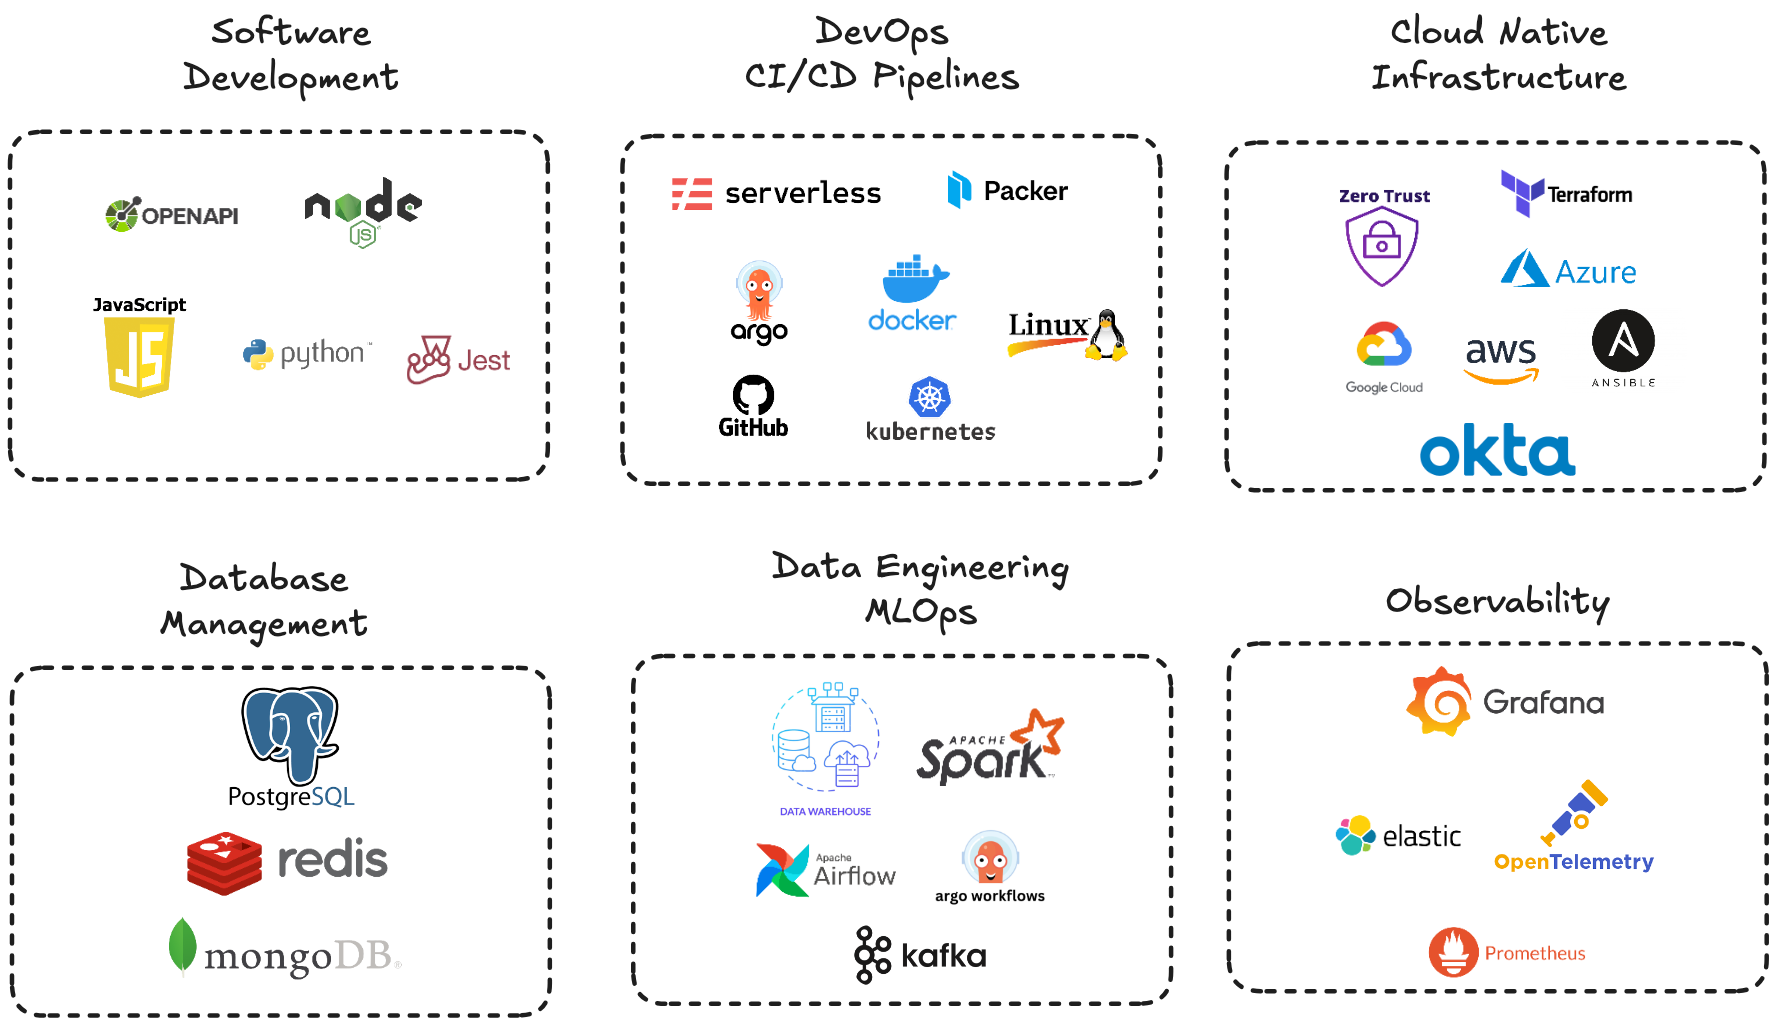 Software
Development
OPENAPI
node
JS
JavaScript
JS
python™
Jest
DevOps
CI/CD Pipelines
serverless
Packer
argo
docker
Linux
GitHub
kubernetes
Cloud Native
Infrastructure
Zero Trust
Terraform
Azure
Google Cloud
aws
ANSIBLE
okta
Database
Management
PostgreSQL
redis
mongoDB®
Data Engineering
MLOps
DATA WAREHOUSE
APACHE
Spark™
Apache
Airflow
argo workflows
kafka
Observability
Grafana
elastic
OpenTelemetry
Prometheus